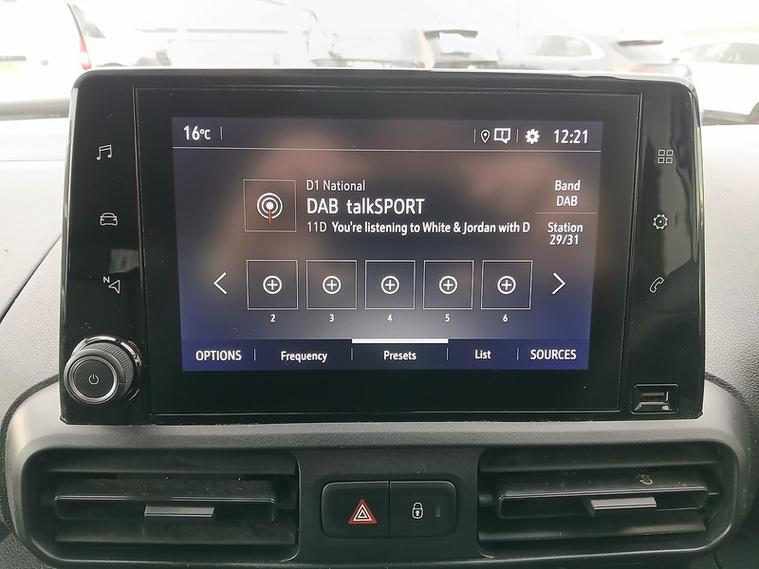 16°C 12:21
D1 National
DAB talkSPORT
11D You're listening to White & Jordan with D
Band
DAB
Station
29/31
2 3 4 5 6
OPTIONS Frequency Presets List SOURCES
N